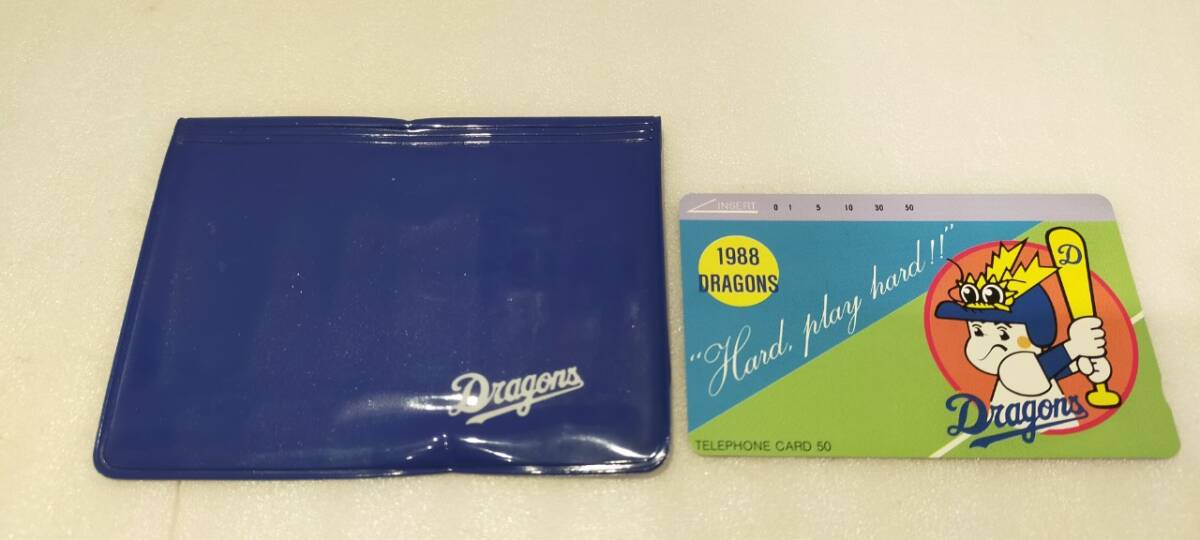 Dragons
INSERT 0 1 5 10 30 50
1988
DRAGONS
"Hard, play hard!!"
D
Dragons
TELEPHONE CARD 50